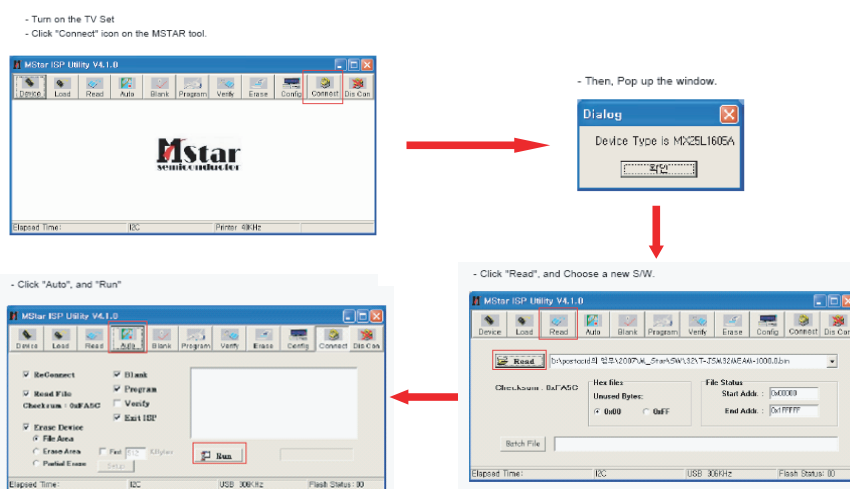 - Turn on the TV Set
- Click "Connect" icon on the MSTAR tool.
MStar ISP Utility V4.1.0
Device Load Read Auto Blank Program Verify Erase Config Connect Dis Con
MStar
semiconductor
Elapsed Time: I2C Printer 49KHz
- Then, Pop up the window.
Dialog
Device Type is MX25L1605A
확인
- Click "Read", and Choose a new S/W.
MStar ISP Utility V4.1.0
Device Load Read Auto Blank Program Verify Erase Config Connect Dis Con
Read
Checksum : 0xFA5C
Hex files
Unused Bytes:
0x00 0xFF
File Status
Start Addr. : 0x00000
End Addr. : 0x1FFFFF
Batch File
Elapsed Time: I2C USB 306KHz Flash Status: 00
- Click "Auto", and "Run"
MStar ISP Utility V4.1.0
Device Load Read Auto Blank Program Verify Erase Config Connect Dis Con
ReConnect Blank
Read File Program
Checksum : 0xFA5C Verify
Exit ISP
Erase Device
File Area
Erase Area First 512 KBytes
Partial Erase Setup
Run
Elapsed Time: I2C USB 306KHz Flash Status: 00